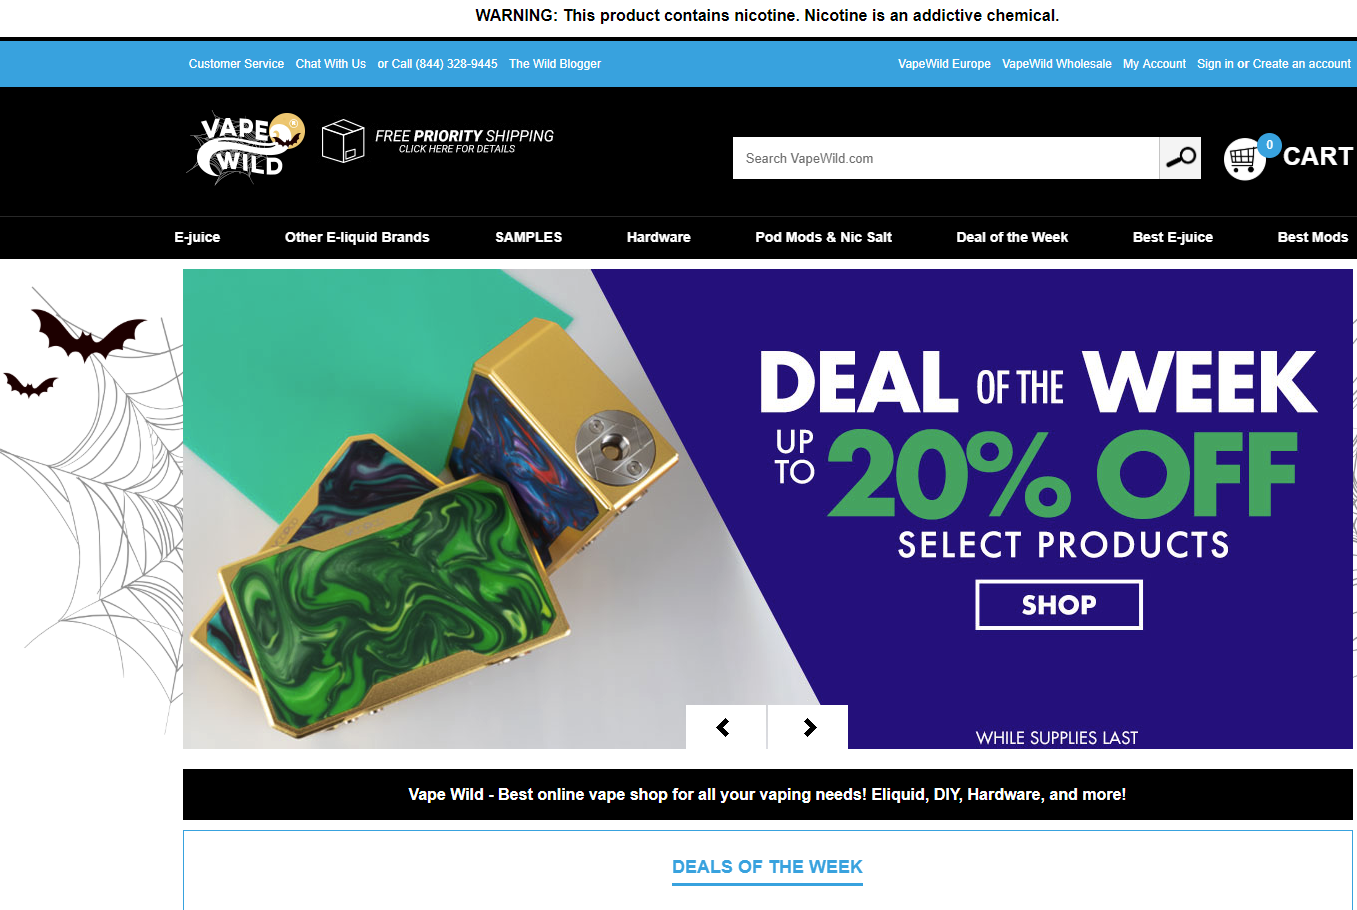 WARNING: This product contains nicotine. Nicotine is an addictive chemical.
Customer Service Chat With Us or Call (844) 328-9445 The Wild Blogger
VapeWild Europe VapeWild Wholesale My Account Sign in or Create an account
VAPE
WILD
FREE PRIORITY SHIPPING
CLICK HERE FOR DETAILS
Search VapeWild.com
0
CART
E-juice Other E-liquid Brands SAMPLES Hardware Pod Mods & Nic Salt Deal of the Week Best E-juice Best Mods
DEAL OF THE WEEK
UP TO 20% OFF
SELECT PRODUCTS
SHOP
WHILE SUPPLIES LAST
Vape Wild - Best online vape shop for all your vaping needs! Eliquid, DIY, Hardware, and more!
DEALS OF THE WEEK